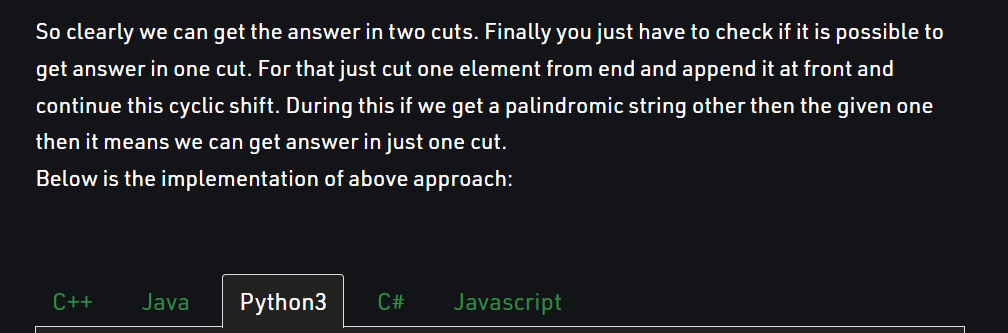 So clearly we can get the answer in two cuts. Finally you just have to check if it is possible to
get answer in one cut. For that just cut one element from end and append it at front and
continue this cyclic shift. During this if we get a palindromic string other then the given one
then it means we can get answer in just one cut.
Below is the implementation of above approach:
C++ Java Python3 C# Javascript